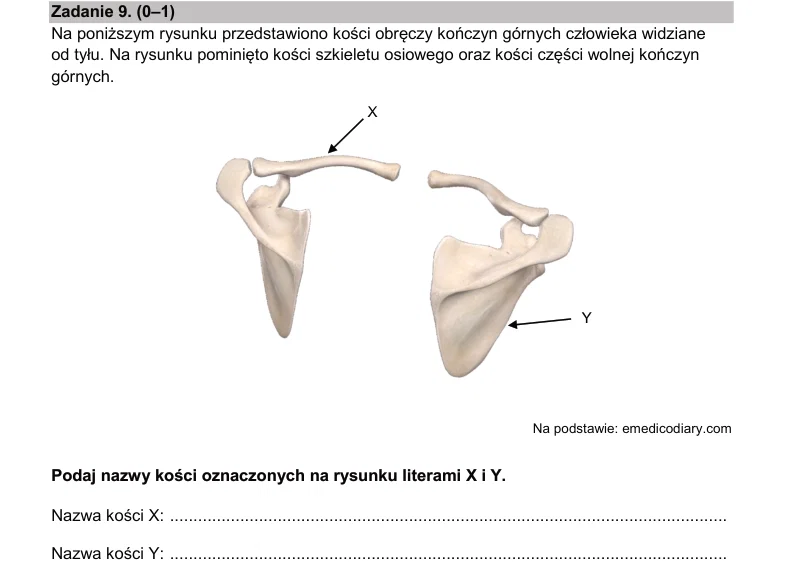 Zadanie 9. (0–1)
Na poniższym rysunku przedstawiono kości obręczy kończyn górnych człowieka widziane
od tyłu. Na rysunku pominięto kości szkieletu osiowego oraz kości części wolnej kończyn
górnych.
X
Y
Na podstawie: emedicodiary.com
Podaj nazwy kości oznaczonych na rysunku literami X i Y.
Nazwa kości X: ........................................................................................................................
Nazwa kości Y: ........................................................................................................................